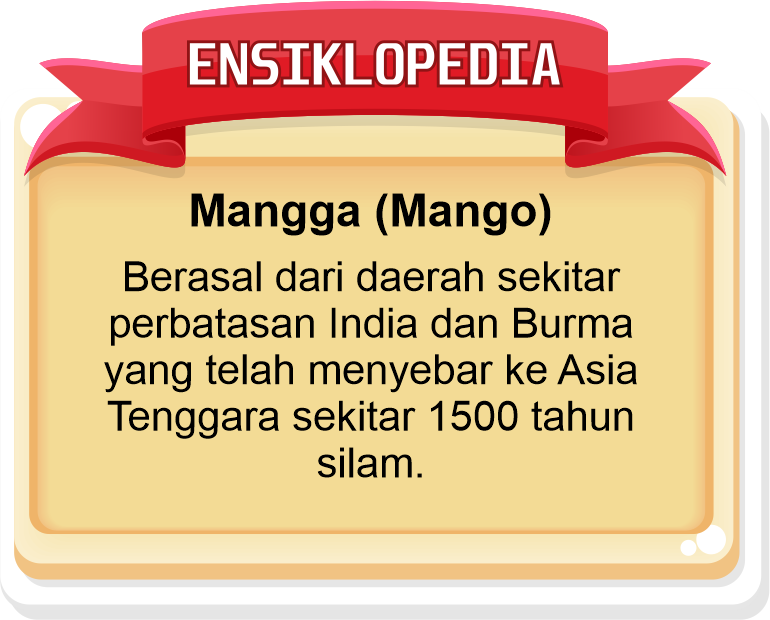 ENSIKLOPEDIA
Mangga (Mango)
Berasal dari daerah sekitar
perbatasan India dan Burma
yang telah menyebar ke Asia
Tenggara sekitar 1500 tahun
silam.